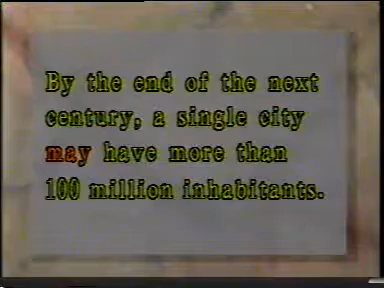 By the end of the next
century, a single city
may have more than
100 million inhabitants.